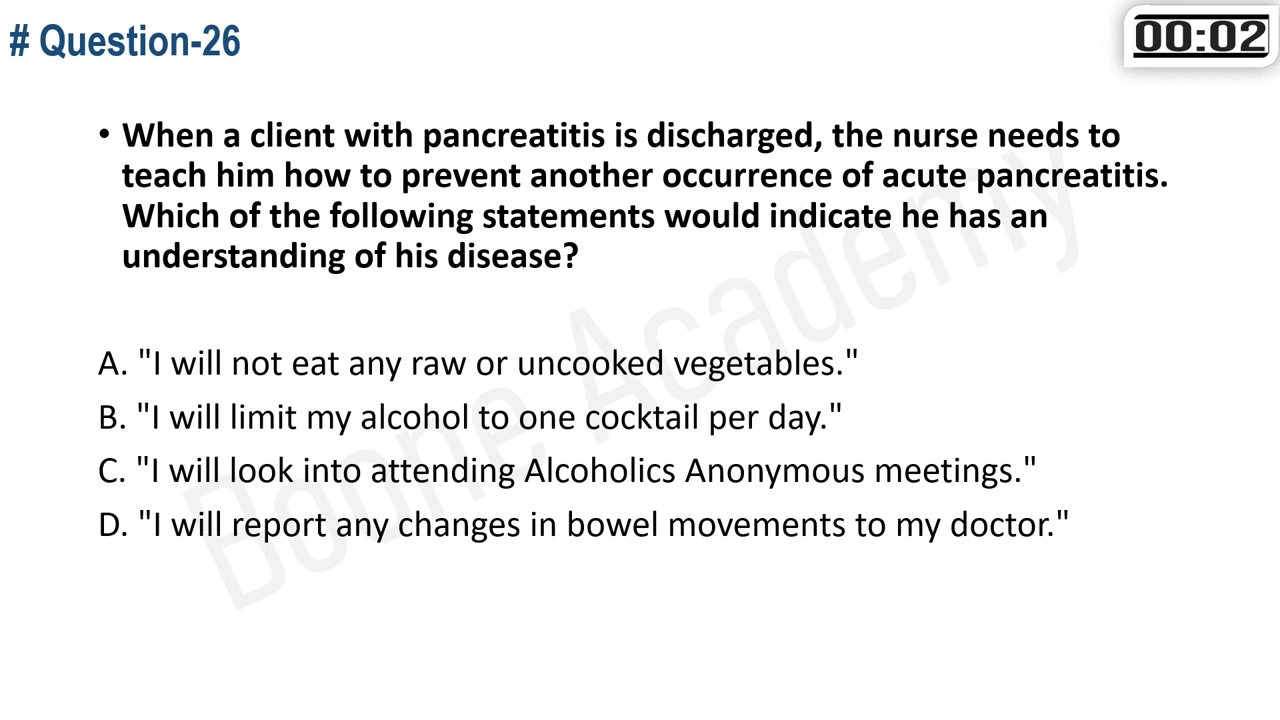 # Question-26
00:02
• When a client with pancreatitis is discharged, the nurse needs to
teach him how to prevent another occurrence of acute pancreatitis.
Which of the following statements would indicate he has an
understanding of his disease?
A. "I will not eat any raw or uncooked vegetables."
B. "I will limit my alcohol to one cocktail per day."
C. "I will look into attending Alcoholics Anonymous meetings."
D. "I will report any changes in bowel movements to my doctor."
Boone Academy